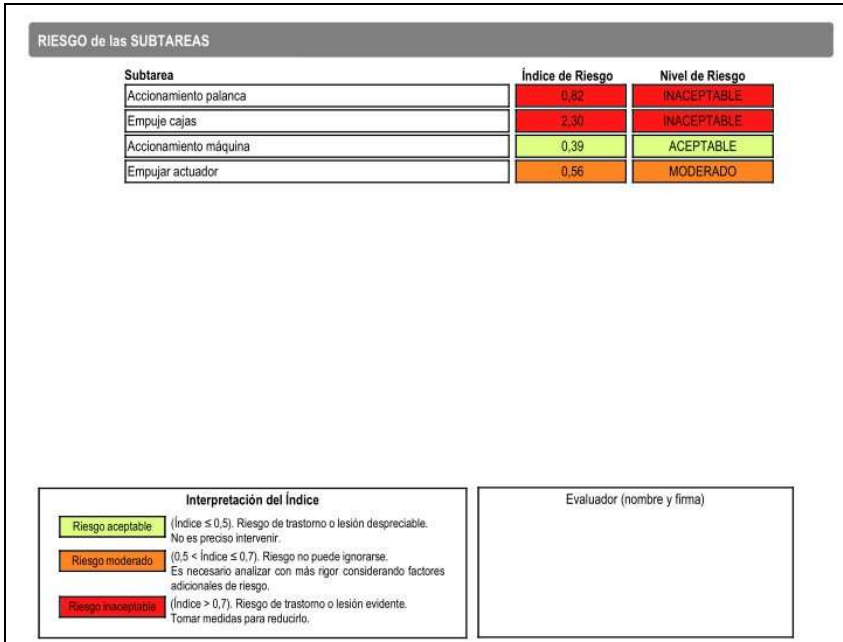 RIESGO de las SUBTAREAS
Subtarea Índice de Riesgo Nivel de Riesgo
Accionamiento palanca 0,82 INACEPTABLE
Empuje cajas 2,30 INACEPTABLE
Accionamiento máquina 0,39 ACEPTABLE
Empujar actuador 0,56 MODERADO
Interpretación del Índice
Riesgo aceptable (Índice ≤ 0,5). Riesgo de trastorno o lesión despreciable.
No es preciso intervenir.
Riesgo moderado (0,5 < Índice ≤ 0,7). Riesgo no puede ignorarse.
Es necesario analizar con más rigor considerando factores
adicionales de riesgo.
Riesgo inaceptable (Índice > 0,7). Riesgo de trastorno o lesión evidente.
Tomar medidas para reducirlo.
Evaluador (nombre y firma)